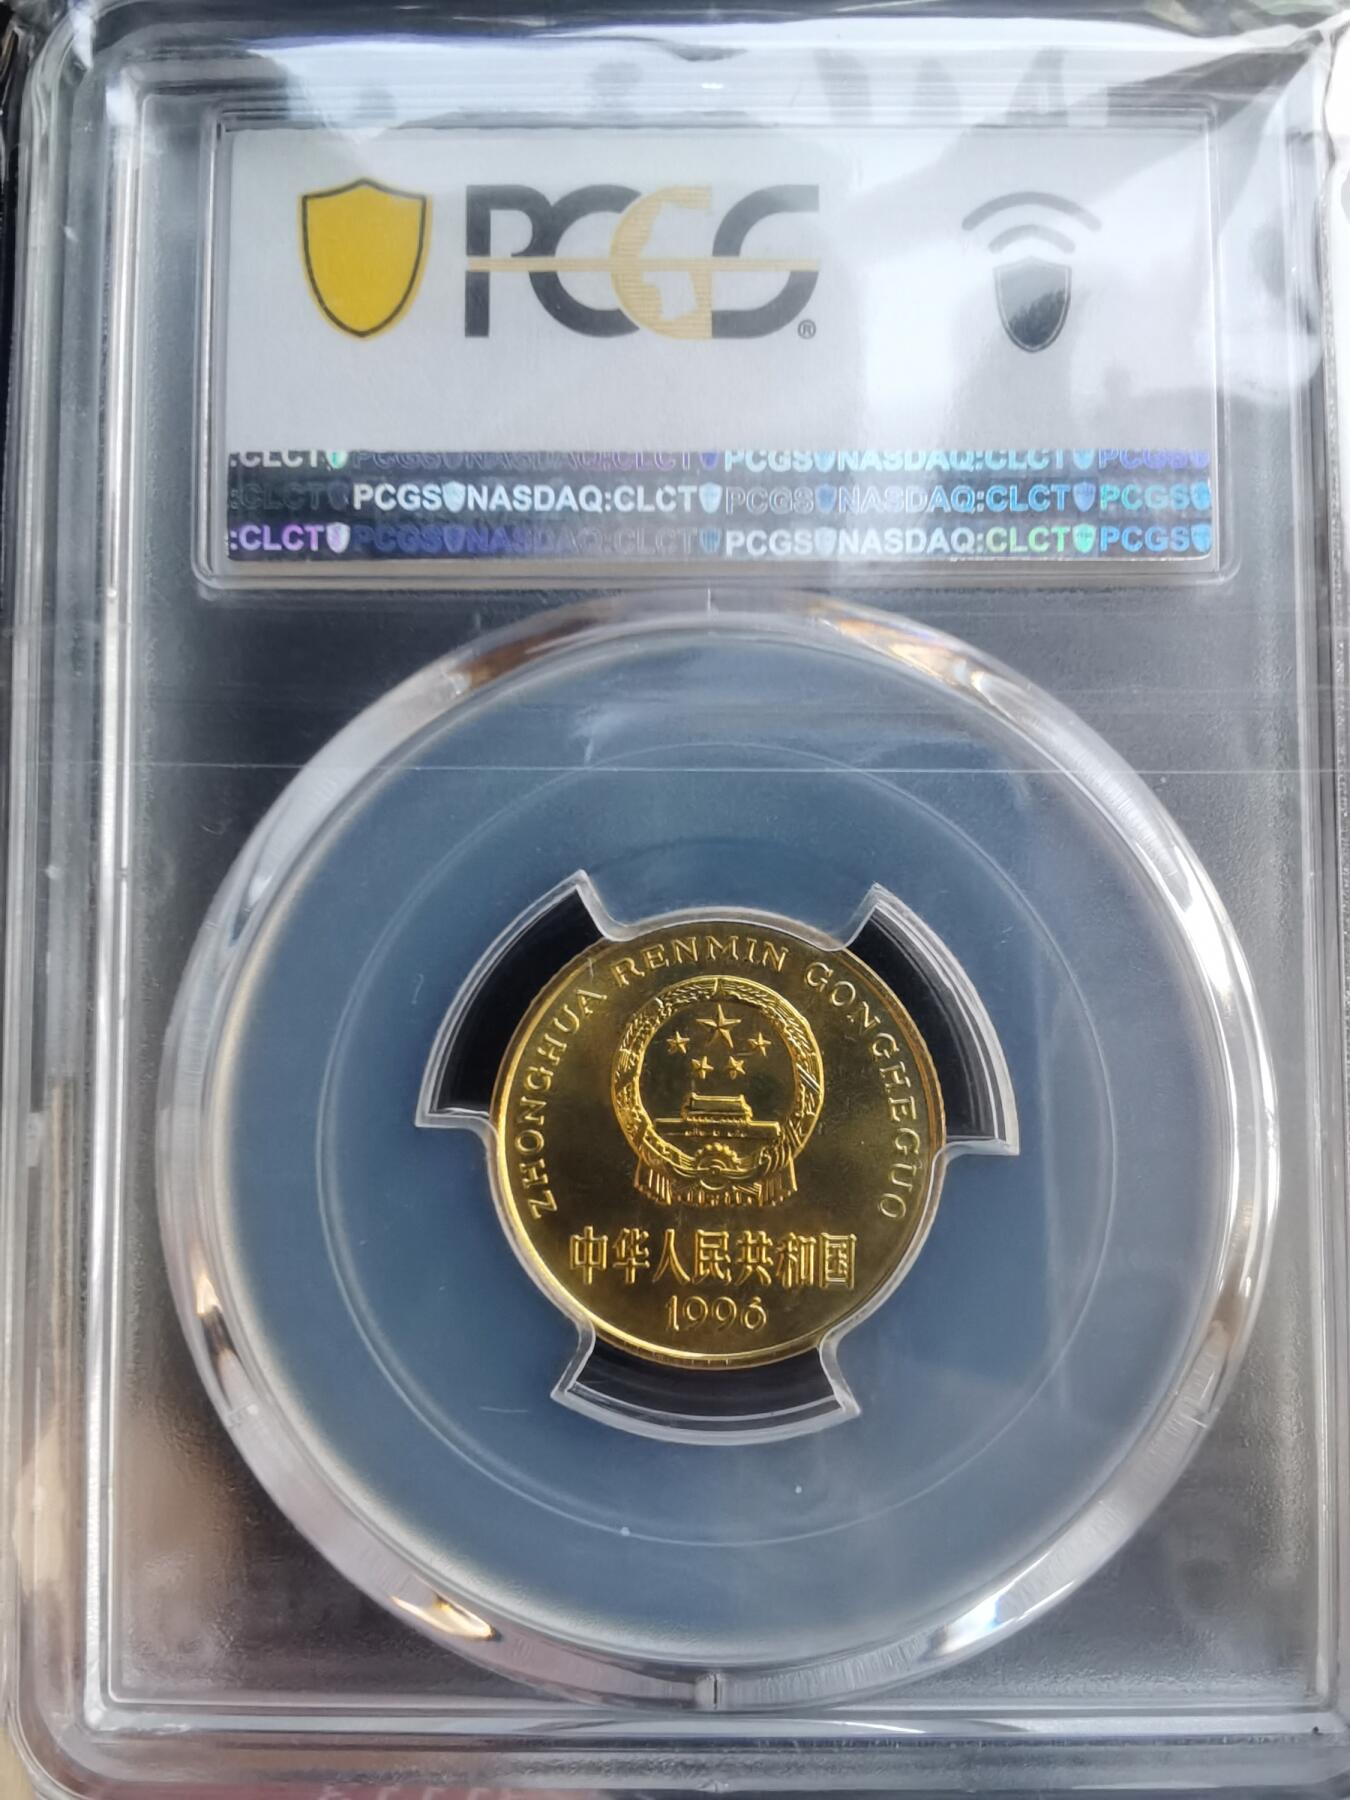 PCGS®
:CLCT PCGS NASDAQ:CLCT PCGS NASDAQ:CLCT PCGS
:CLCT PCGS NASDAQ:CLCT PCGS NASDAQ:CLCT PCGS
:CLCT PCGS NASDAQ:CLCT PCGS NASDAQ:CLCT PCGS
ZHONGHUA RENMIN GONGHEGUO
中华人民共和国
1996